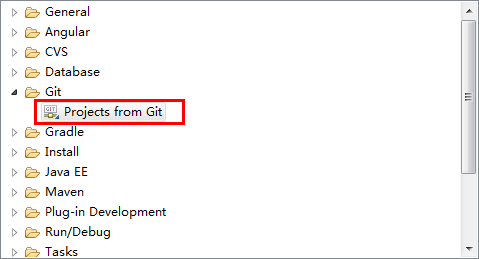 General
Angular
CVS
Database
Git
Projects from Git
Gradle
Install
Java EE
Maven
Plug-in Development
Run/Debug
Tasks